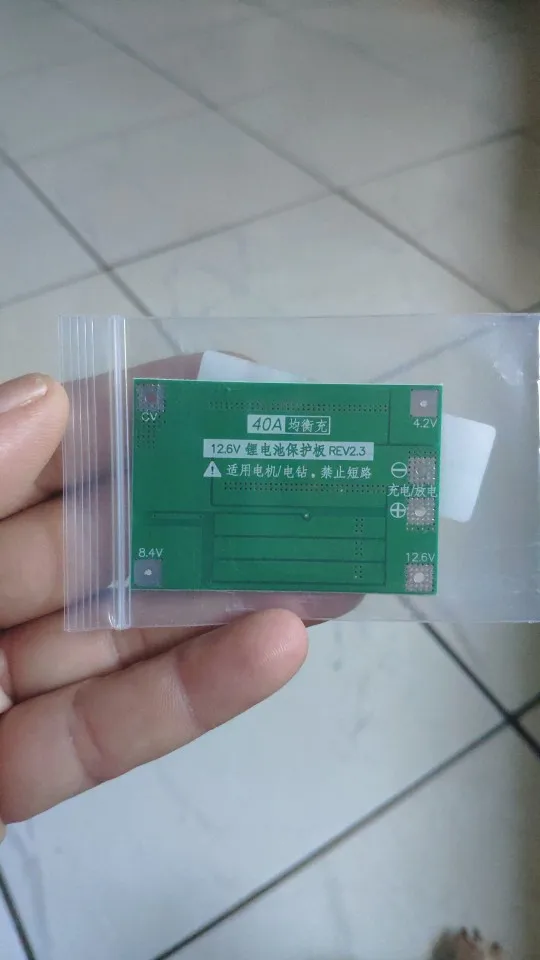 0V
4.2V
40A 均衡充
12.6V 锂电池保护板 REV2.3
适用电机/电钻。禁止短路
充电/放电
8.4V
12.6V